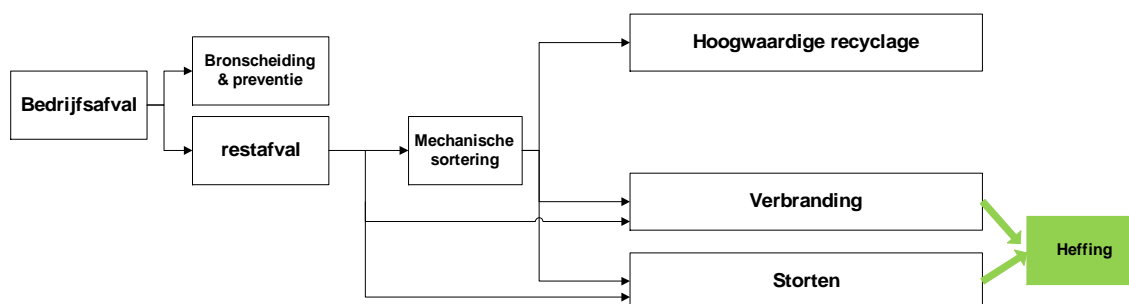 Bedrijfsafval
Bronscheiding
& preventie
restafval
Mechanische
sortering
Hoogwaardige recyclage
Verbranding
Storten
Heffing